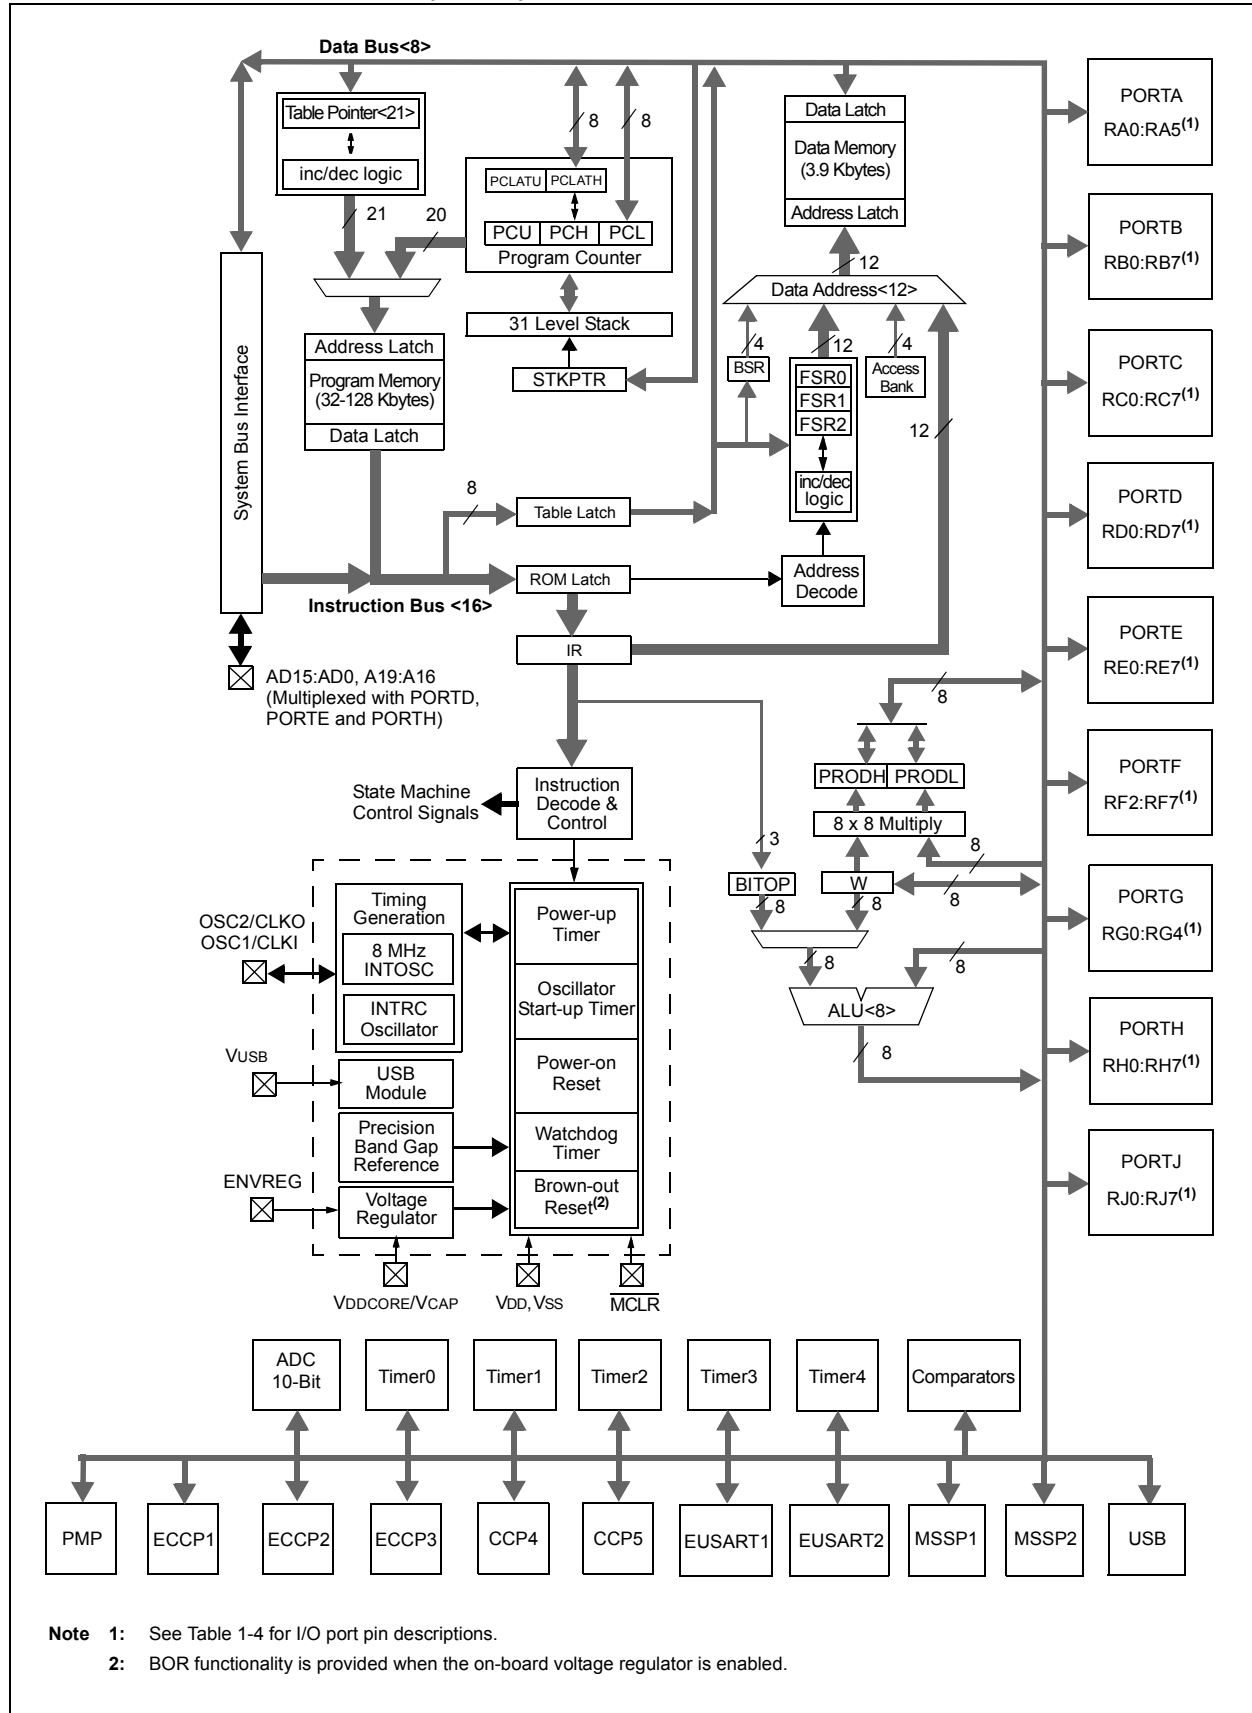 Data Bus<8>
Table Pointer<21>
inc/dec logic
21
20
8
8
PCLATU PCLATH
PCU PCH PCL
Program Counter
31 Level Stack
STKPTR
Data Latch
Data Memory
(3.9 Kbytes)
Address Latch
12
Data Address<12>
4
12
4
BSR
FSR0
FSR1
FSR2
inc/dec
logic
Access
Bank
12
Address
Decode
System Bus Interface
Address Latch
Program Memory
(32-128 Kbytes)
Data Latch
8
Table Latch
ROM Latch
Instruction Bus <16>
IR
AD15:AD0, A19:A16
(Multiplexed with PORTD,
PORTE and PORTH)
State Machine
Control Signals
Instruction
Decode &
Control
8
PRODH PRODL
8 x 8 Multiply
3
8
BITOP
W
8
8
8
8
8
ALU<8>
8
OSC2/CLKO
OSC1/CLKI
Timing
Generation
8 MHz
INTOSC
INTRC
Oscillator
VUSB
USB
Module
Precision
Band Gap
Reference
ENVREG
Voltage
Regulator
Power-up
Timer
Oscillator
Start-up Timer
Power-on
Reset
Watchdog
Timer
Brown-out
Reset(2)
VDDCORE/VCAP
VDD, VSS
MCLR
PORTA
RA0:RA5(1)
PORTB
RB0:RB7(1)
PORTC
RC0:RC7(1)
PORTD
RD0:RD7(1)
PORTE
RE0:RE7(1)
PORTF
RF2:RF7(1)
PORTG
RG0:RG4(1)
PORTH
RH0:RH7(1)
PORTJ
RJ0:RJ7(1)
ADC
10-Bit
Timer0
Timer1
Timer2
Timer3
Timer4
Comparators
PMP
ECCP1
ECCP2
ECCP3
CCP4
CCP5
EUSART1
EUSART2
MSSP1
MSSP2
USB
Note 1: See Table 1-4 for I/O port pin descriptions.
2: BOR functionality is provided when the on-board voltage regulator is enabled.